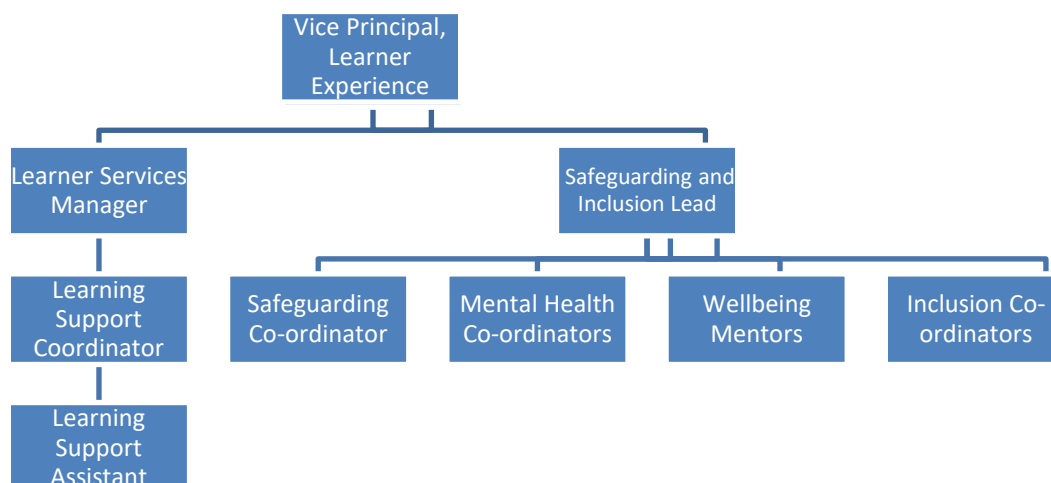 Vice Principal,
Learner
Experience
Learner Services
Manager
Safeguarding and
Inclusion Lead
Learning
Support
Coordinator
Safeguarding
Co-ordinator
Mental Health
Co-ordinators
Wellbeing
Mentors
Inclusion Co-
ordinators
Learning
Support
Assistant